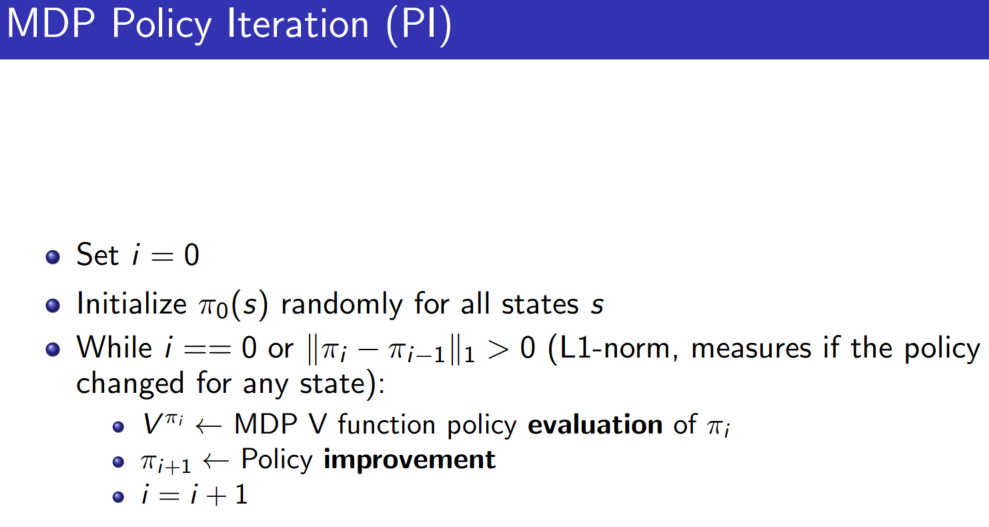 MDP Policy Iteration (PI)
Set i = 0
Initialize π₀(s) randomly for all states s
While i == 0 or ‖πᵢ − πᵢ₋₁‖₁ > 0 (L1-norm, measures if the policy
changed for any state):
V^πᵢ ← MDP V function policy evaluation of πᵢ
πᵢ₊₁ ← Policy improvement
i = i + 1